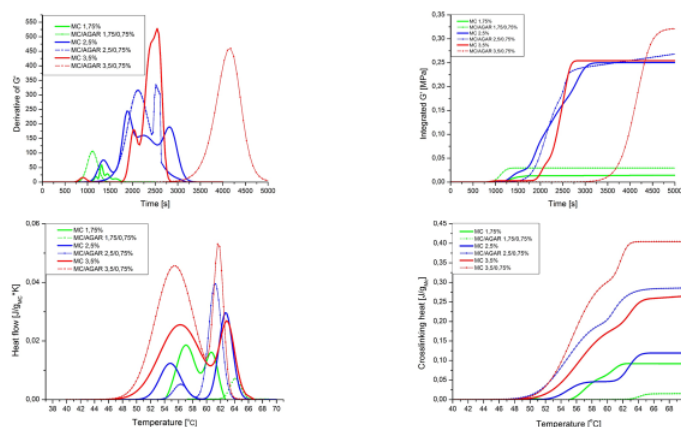 MC 1,75%
MC/AGAR 1,75/0,75%
MC 2,5%
MC/AGAR 2,5/0,75%
MC 3,5%
MC/AGAR 3,5/0,75%
Derivative of G'
550
500
450
400
350
300
250
200
150
100
50
0
0 500 1000 1500 2000 2500 3000 3500 4000 4500 5000
Time [s]
MC 1,75%
MC/AGAR 1,75/0,75%
MC 2,5%
MC/AGAR 2,5/0,75%
MC 3,5%
MC/AGAR 3,5/0,75%
Integrated G' [MPa]
0,35
0,30
0,25
0,20
0,15
0,10
0,05
0,00
0 500 1000 1500 2000 2500 3000 3500 4000 4500 5000
Time [s]
MC 1,75%
MC/AGAR 1,75/0,75%
MC 2,5%
MC/AGAR 2,5/0,75%
MC 3,5%
MC/AGAR 3,5/0,75%
Heat flow [J/gMC*K]
0,06
0,04
0,02
0,00
38 40 42 44 46 48 50 52 54 56 58 60 62 64 66 68 70
Temperature [°C]
MC 1,75%
MC/AGAR 1,75/0,75%
MC 2,5%
MC/AGAR 2,5/0,75%
MC 3,5%
MC 3,5/0,75%
Crosslinking heat
0,45
0,40
0,35
0,30
0,25
0,20
0,15
0,10
0,05
0,00
40 42 44 46 48 50 52 54 56 58 60 62 64 66 68 70
Temperature [°C]